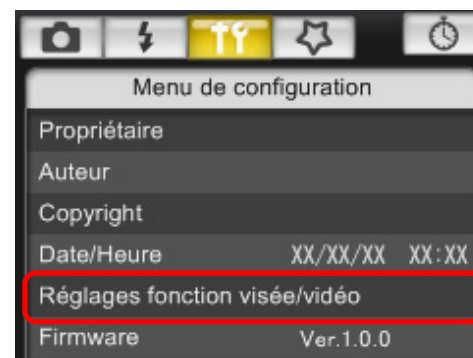 Menu de configuration
Propriétaire
Auteur
Copyright
Date/Heure XX/XX/XX XX:XX
Réglages fonction visée/vidéo
Firmware Ver.1.0.0